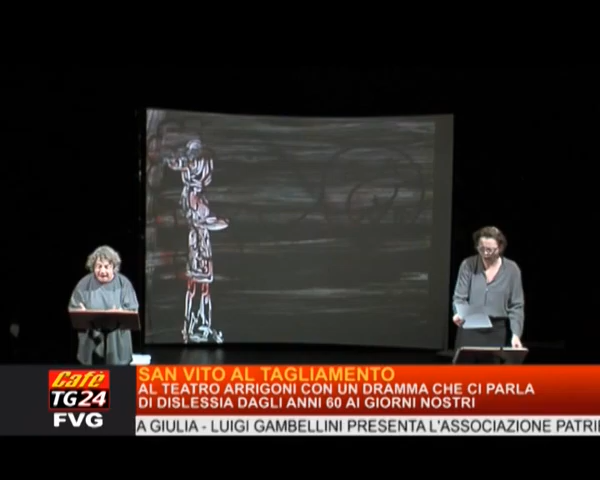 SAN VITO AL TAGLIAMENTO
AL TEATRO ARRIGONI CON UN DRAMMA CHE CI PARLA
DI DISLESSIA DAGLI ANNI 60 AI GIORNI NOSTRI
Café
TG24
FVG
A GIULIA - LUIGI GAMBELLINI PRESENTA L'ASSOCIAZIONE PATRI